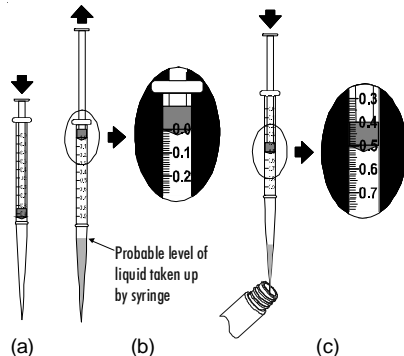 0.0
0.1
0.2
0.3
0.4
0.5
0.6
0.7
Probable level of
liquid taken up
by syringe
(a)
(b)
(c)